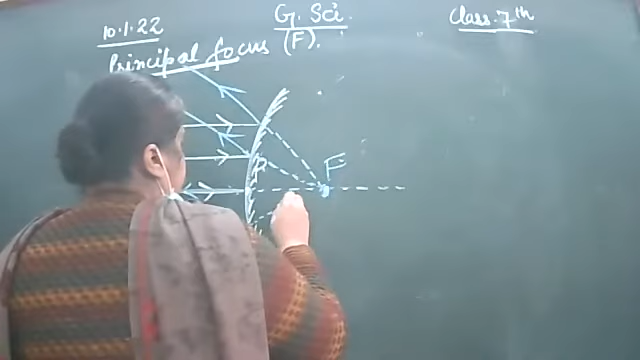 10.1.22
G. Sci.
Class. 7th
Principal focus (F).
P
F